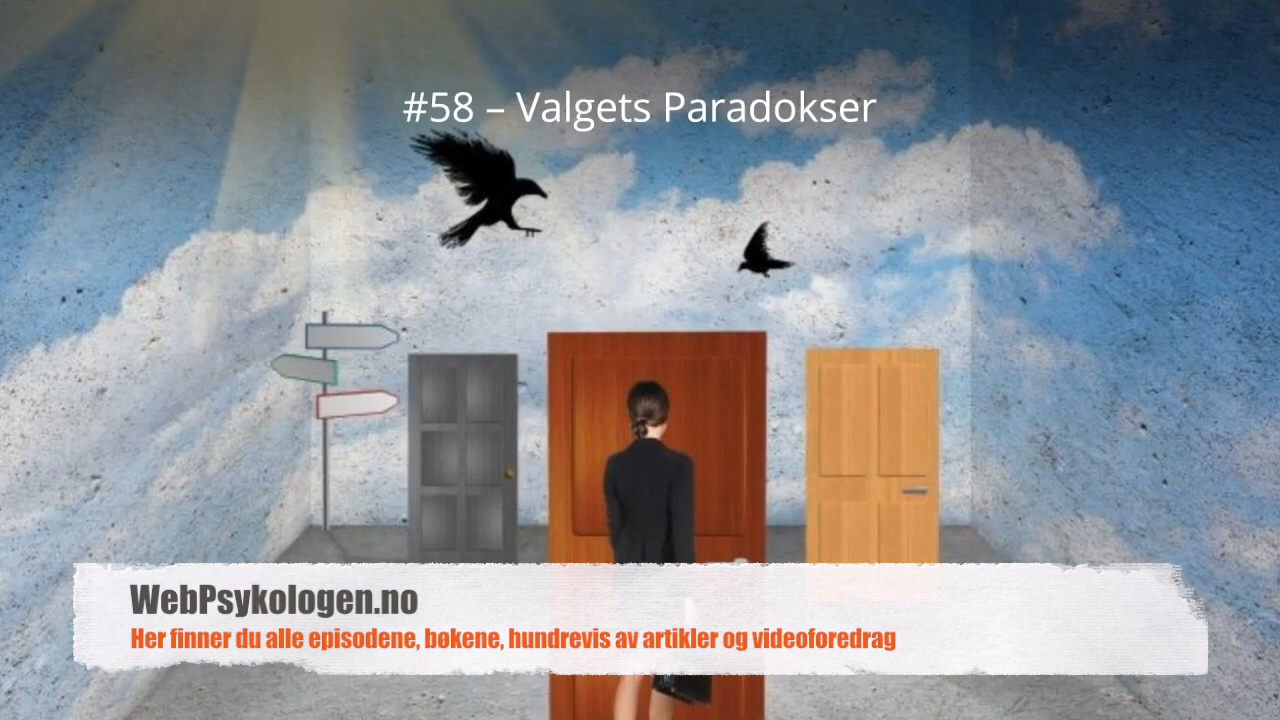 #58 – Valgets Paradokser
WebPsykologen.no
Her finner du alle episodene, bøkene, hundrevis av artikler og videoforedrag